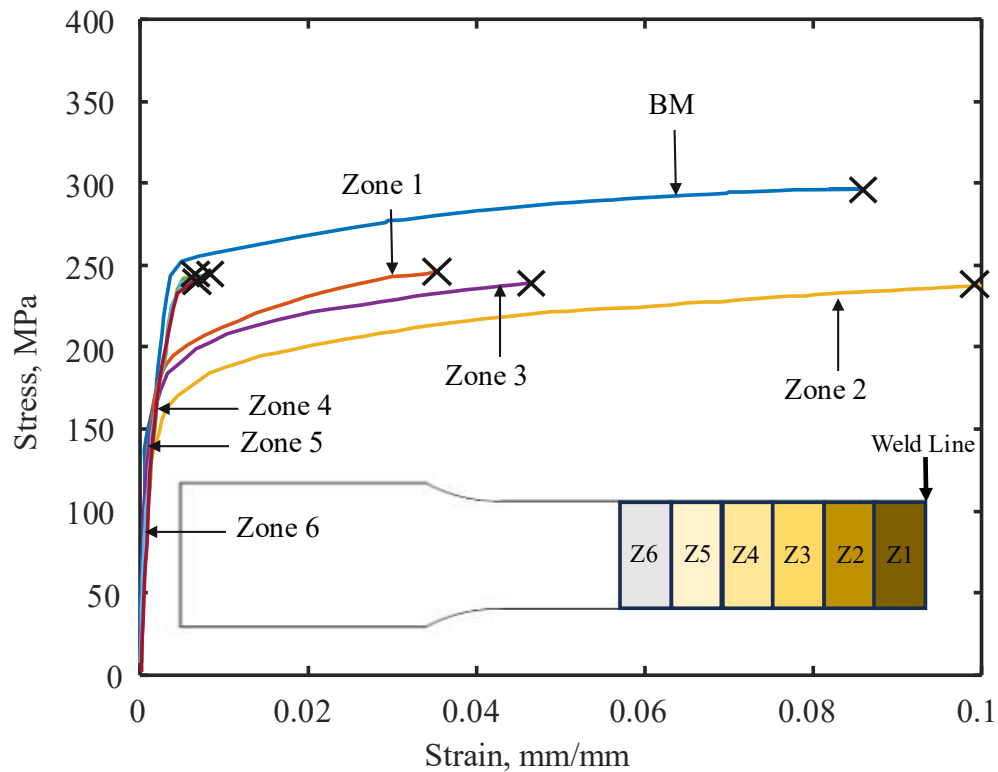 400
350
300
250
200
150
100
50
0
Stress, MPa
BM
Zone 1
Zone 3
Zone 2
Zone 4
Zone 5
Zone 6
Weld Line
Z6 Z5 Z4 Z3 Z2 Z1
0 0.02 0.04 0.06 0.08 0.1
Strain, mm/mm